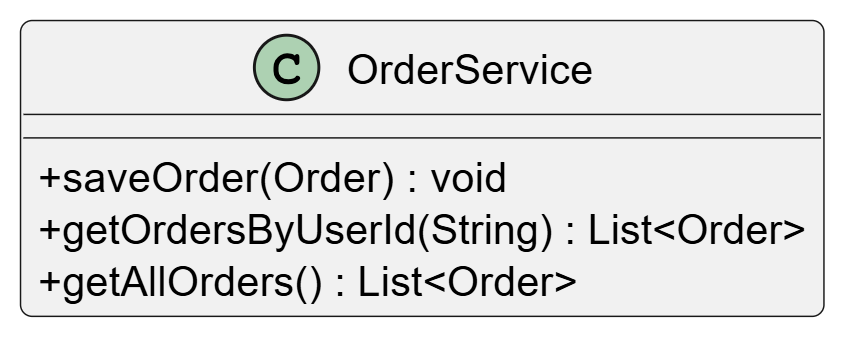 C OrderService
+saveOrder(Order) : void
+getOrdersByUserId(String) : List<Order>
+getAllOrders() : List<Order>